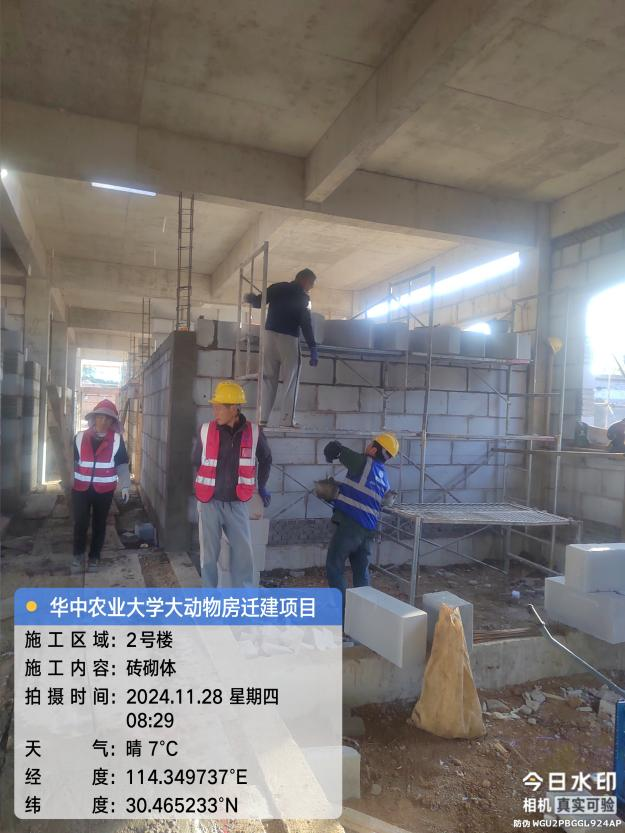 华中农业大学大动物房迁建项目
施工区域：2号楼
施工内容：砖砌体
拍摄时间：2024.11.28 星期四
08:29
天气：晴 7°C
经度：114.349737°E
纬度：30.465233°N
今日水印
相机 真实可验
防伪 WGU2PBGGL924AP